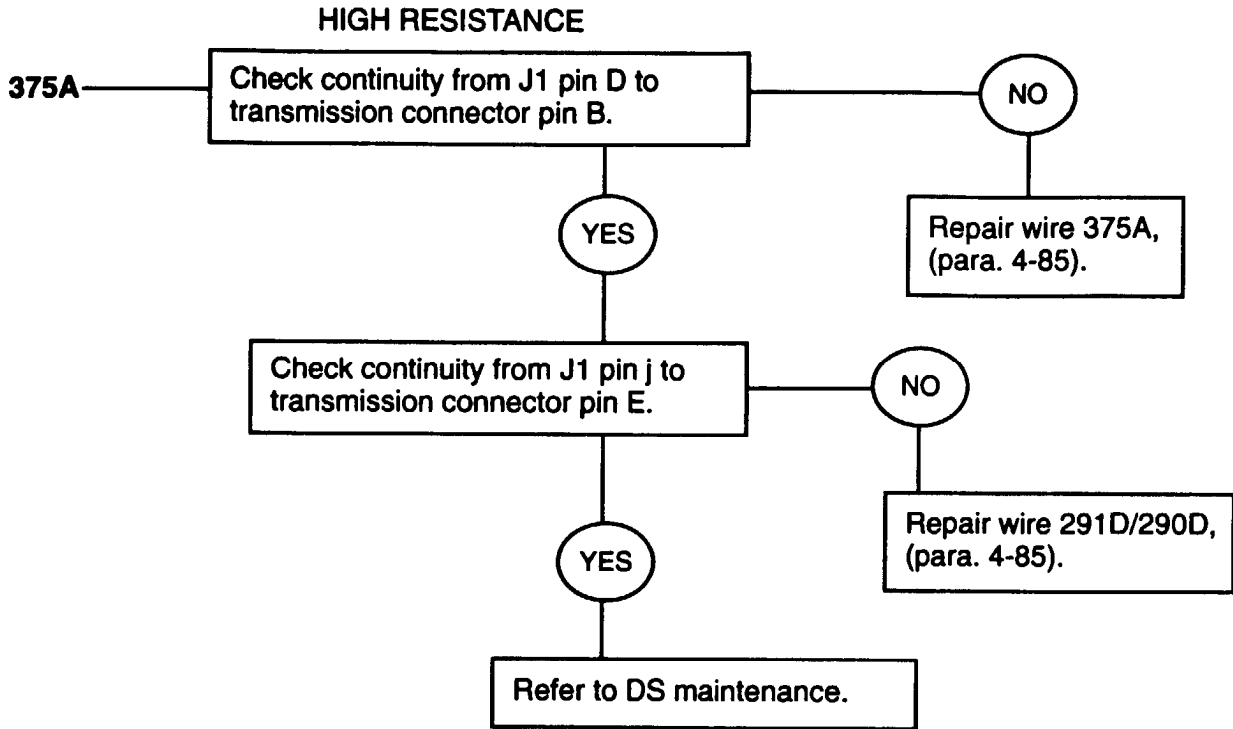 HIGH RESISTANCE
375A
Check continuity from J1 pin D to
transmission connector pin B.
NO
YES
Repair wire 375A,
(para. 4-85).
Check continuity from J1 pin j to
transmission connector pin E.
NO
YES
Repair wire 291D/290D,
(para. 4-85).
Refer to DS maintenance.